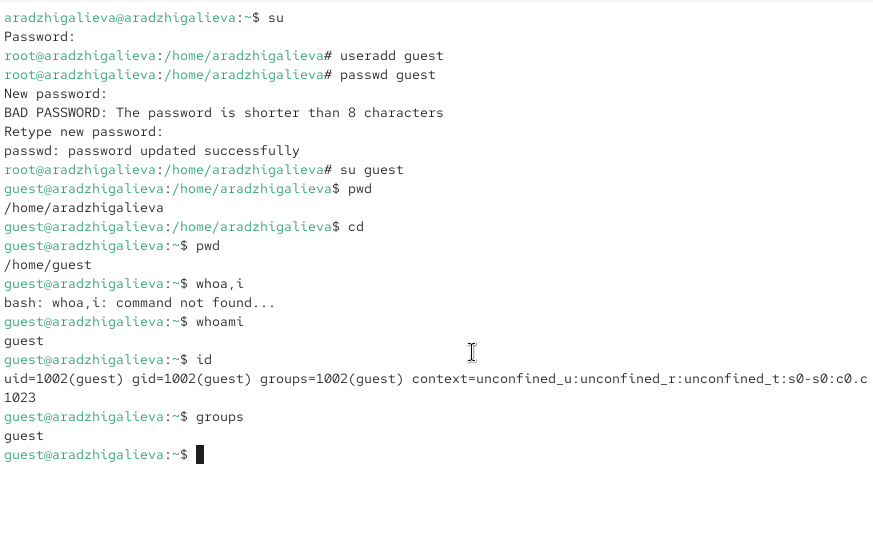 aradzhigalieva@aradzhigalieva:~$ su
Password:
root@aradzhigalieva:/home/aradzhigalieva# useradd guest
root@aradzhigalieva:/home/aradzhigalieva# passwd guest
New password:
BAD PASSWORD: The password is shorter than 8 characters
Retype new password:
passwd: password updated successfully
root@aradzhigalieva:/home/aradzhigalieva# su guest
guest@aradzhigalieva:/home/aradzhigalieva$ pwd
/home/aradzhigalieva
guest@aradzhigalieva:/home/aradzhigalieva$ cd
guest@aradzhigalieva:~$ pwd
/home/guest
guest@aradzhigalieva:~$ whoa,i
bash: whoa,i: command not found...
guest@aradzhigalieva:~$ whoami
guest
guest@aradzhigalieva:~$ id
uid=1002(guest) gid=1002(guest) groups=1002(guest) context=unconfined_u:unconfined_r:unconfined_t:s0-s0:c0.c
1023
guest@aradzhigalieva:~$ groups
guest
guest@aradzhigalieva:~$